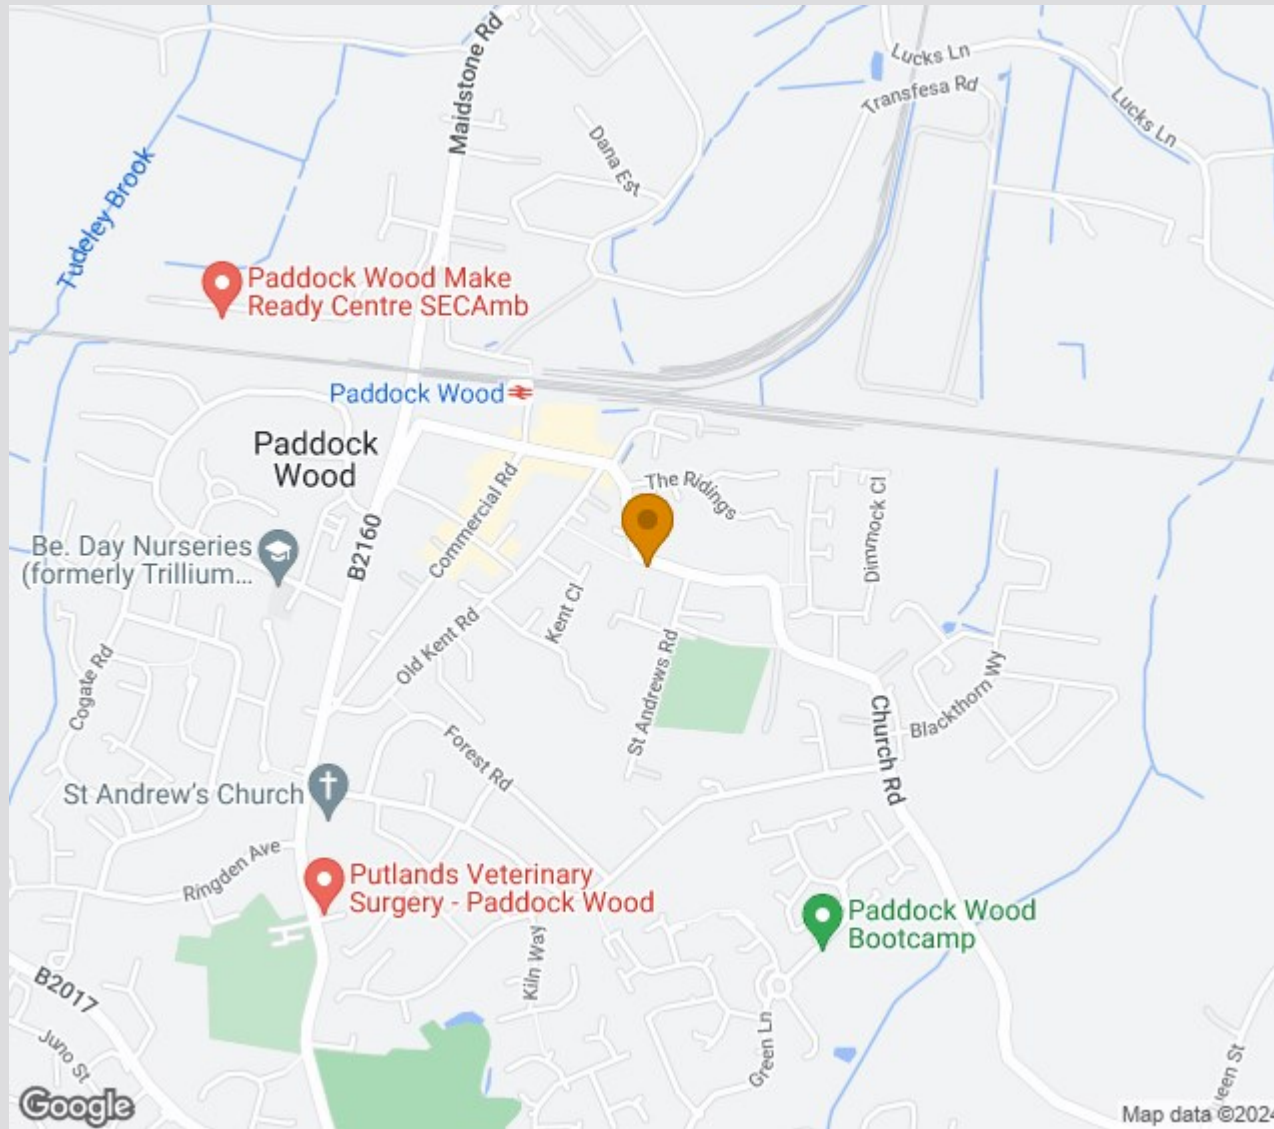 Lucks Ln
Maidstone Rd
Transfesa Rd
Lucks Ln
Dana Est
Tudeley Brook
Paddock Wood Make
Ready Centre SECAmb
Paddock Wood
Paddock
Wood
The Ridings
Commercial Rd
Dimmock Cl
B2160
Be. Day Nurseries
(formerly Trillium...
Kent Cl
Old Kent Rd
Cogate Rd
St Andrews Rd
Blackthorn Wy
Church Rd
Forest Rd
St Andrew's Church
Ringden Ave
Putlands Veterinary
Surgery - Paddock Wood
Paddock Wood
Bootcamp
Kiln Way
B2017
Green Ln
Juno St
een St
Google
Map data ©2024